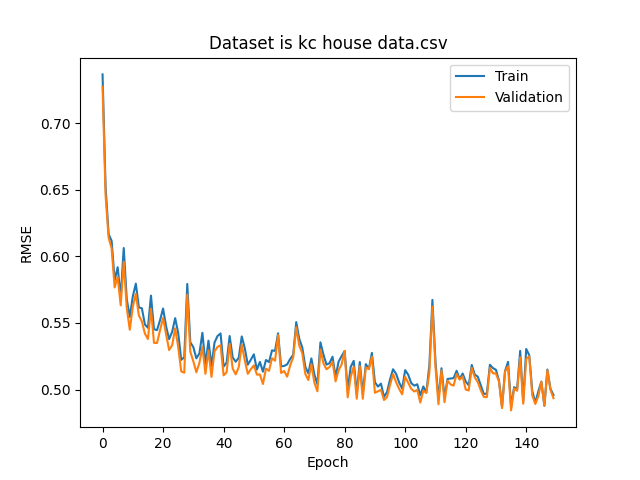 Dataset is kc house data.csv
Train
Validation
RMSE
0.70
0.65
0.60
0.55
0.50
0 20 40 60 80 100 120 140
Epoch